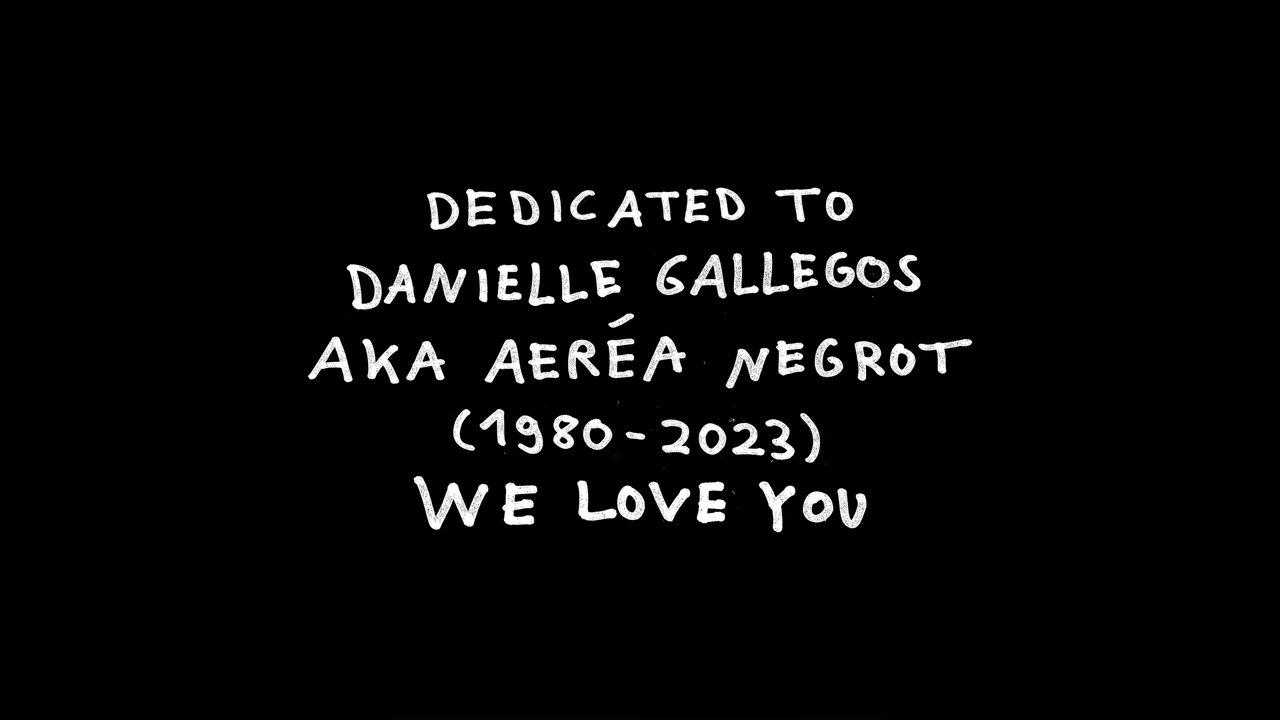 DEDICATED TO
DANIELLE GALLEGOS
AKA AERÉA NEGROT
(1980-2023)
WE LOVE YOU